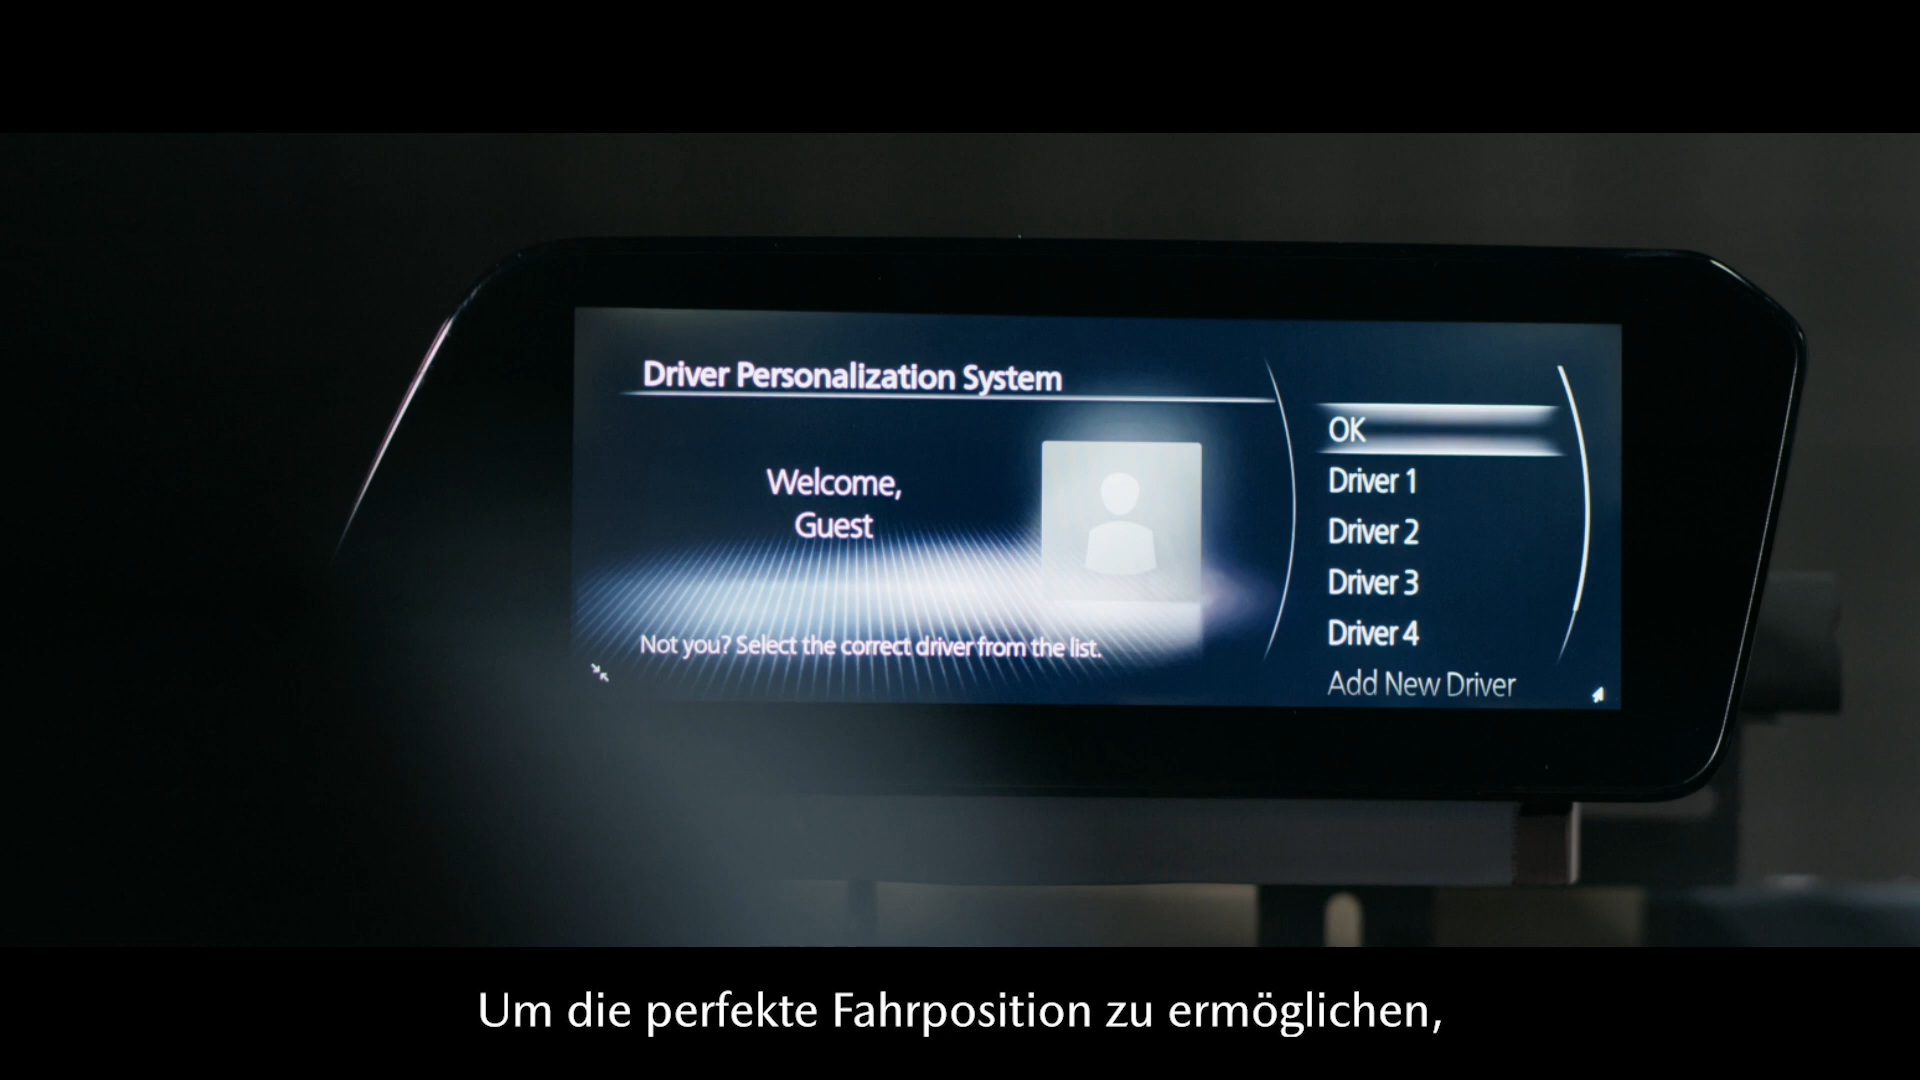 Driver Personalization System
Welcome,
Guest
Not you? Select the correct driver from the list.
OK
Driver 1
Driver 2
Driver 3
Driver 4
Add New Driver
Um die perfekte Fahrposition zu ermöglichen,